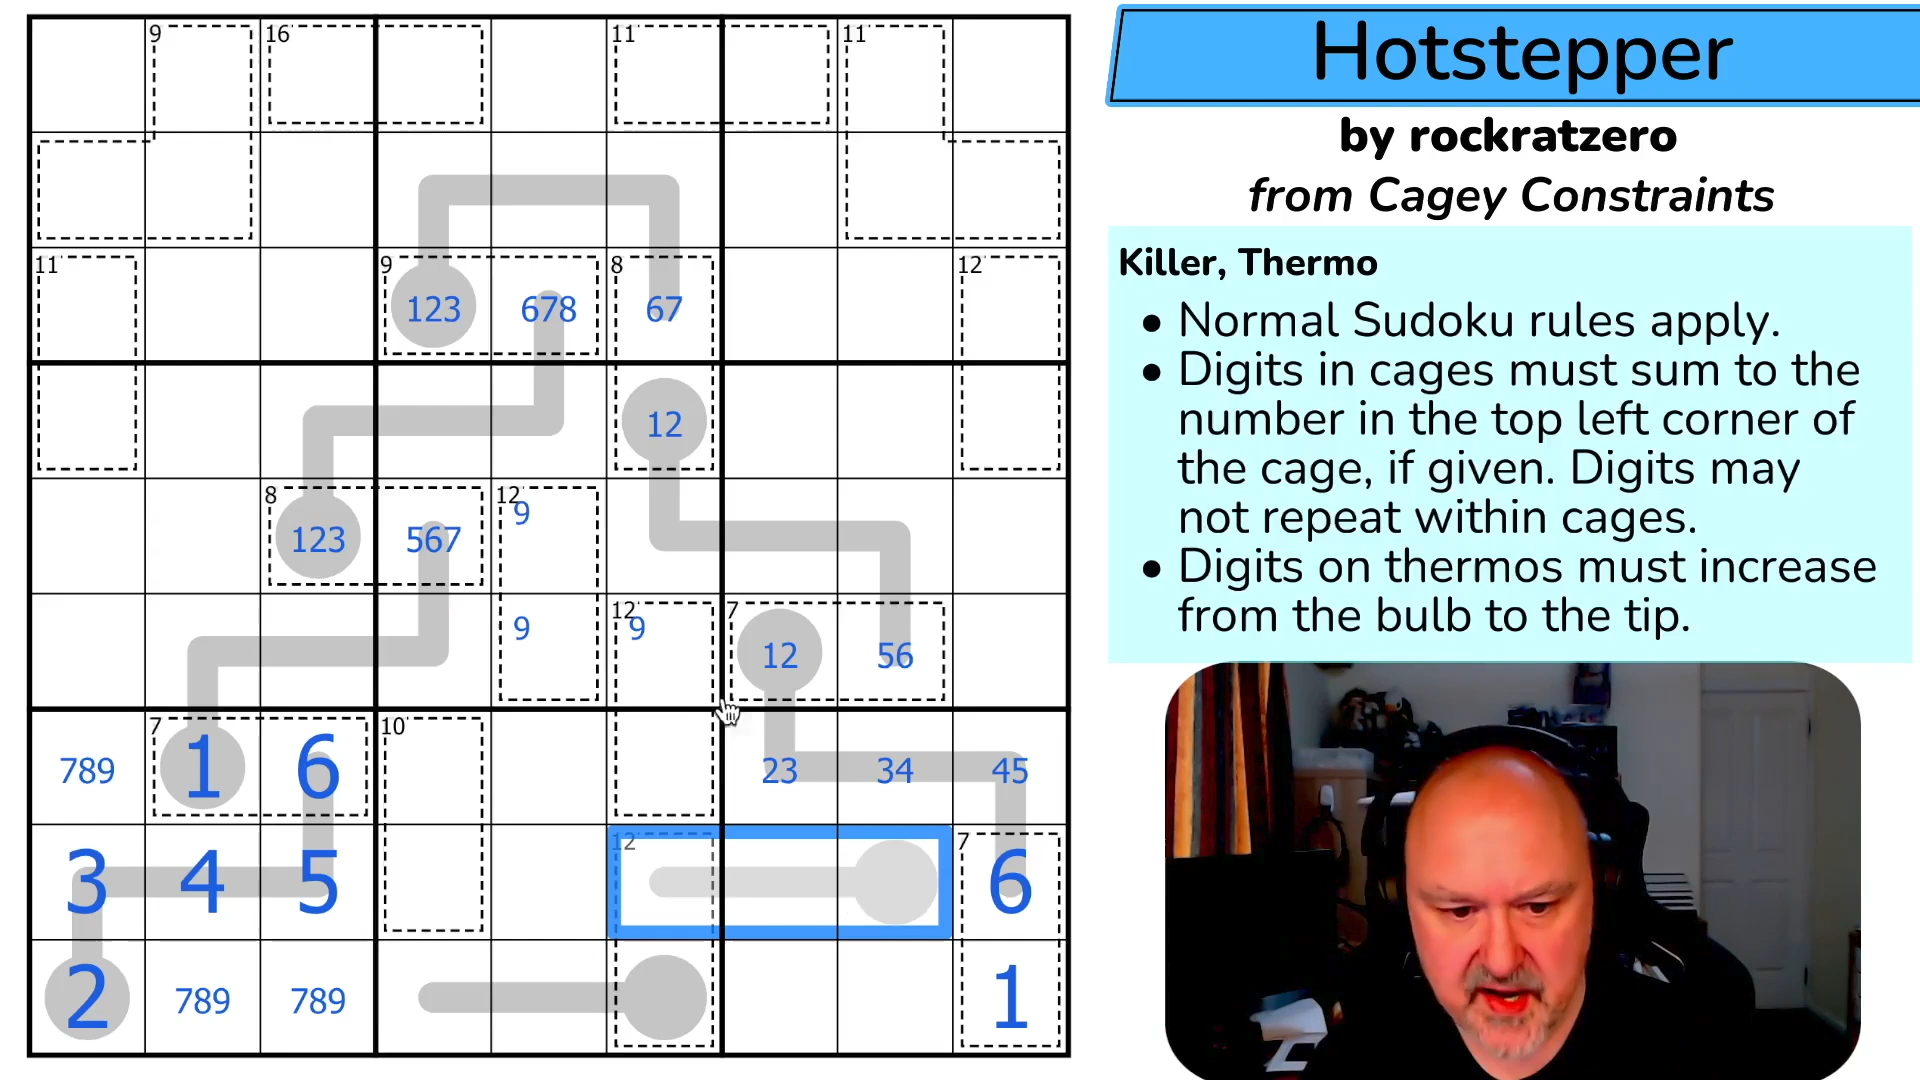 Hotstepper
by rockratzero
from Cagey Constraints
Killer, Thermo
• Normal Sudoku rules apply.
• Digits in cages must sum to the
number in the top left corner of
the cage, if given. Digits may
not repeat within cages.
• Digits on thermos must increase
from the bulb to the tip.
9 16 11 11
11 9 8 12
123 678 67
12
8 12 9
123 567
12 7
9 9
12 56
7 10
789 1 6 23 34 45
12 7
3 4 5 6
2 789 789 1